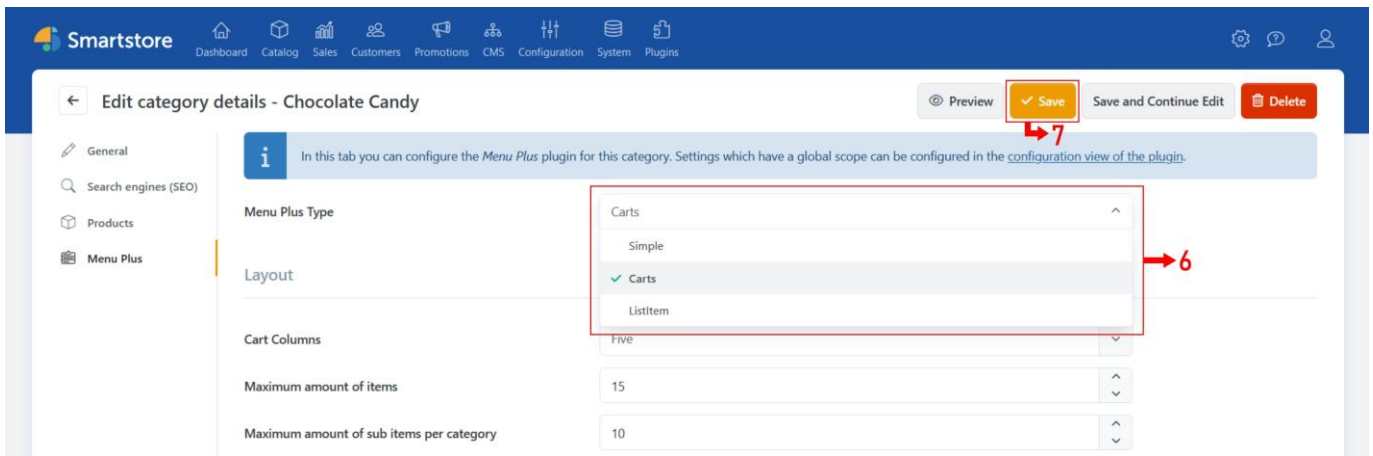 Smartstore
Dashboard Catalog Sales Customers Promotions CMS Configuration System Plugins
Edit category details - Chocolate Candy
Preview Save Save and Continue Edit Delete
7
General
Search engines (SEO)
Products
Menu Plus
i In this tab you can configure the Menu Plus plugin for this category. Settings which have a global scope can be configured in the configuration view of the plugin.
Menu Plus Type Carts
Simple
Carts
ListItem
6
Layout
Cart Columns Five
Maximum amount of items 15
Maximum amount of sub items per category 10